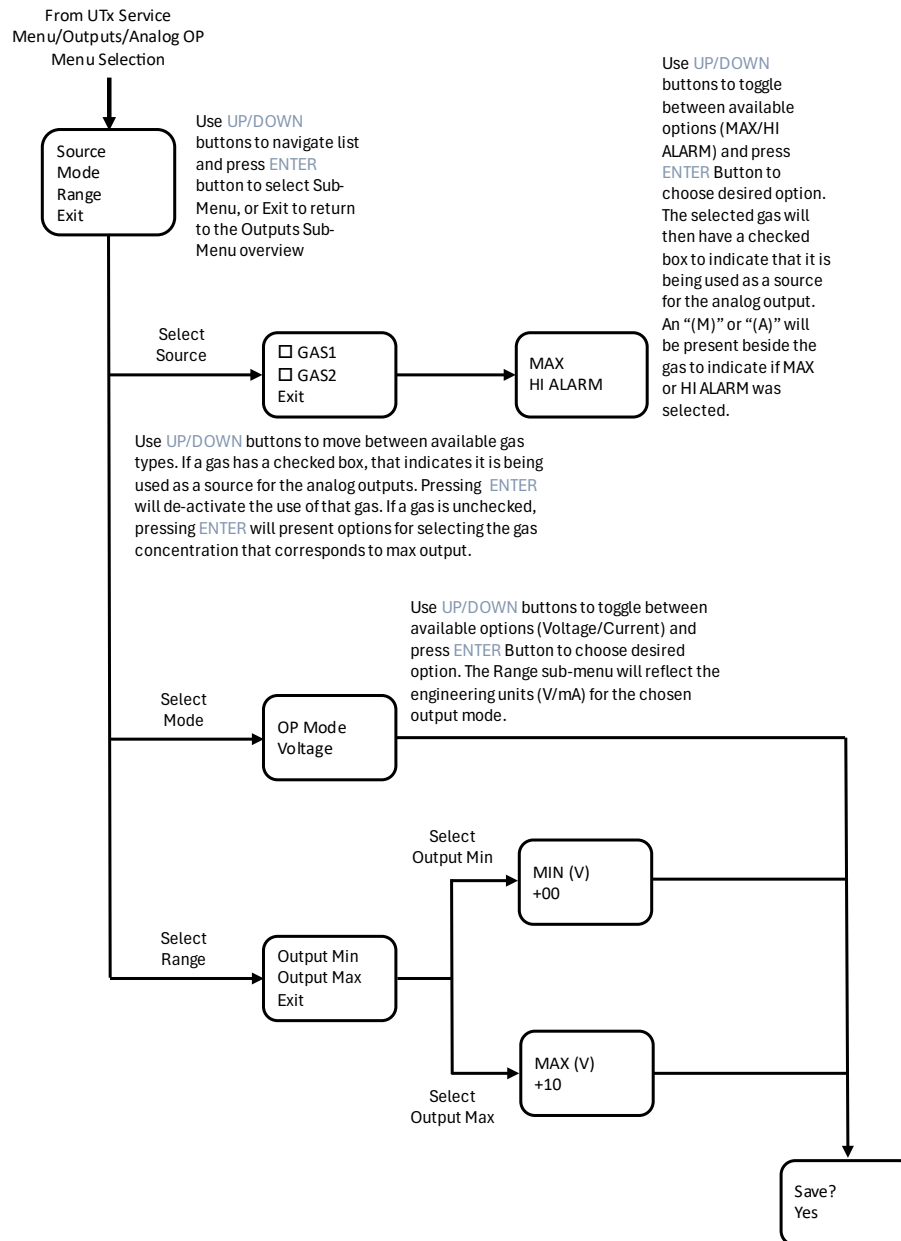 From UTx Service
Menu/Outputs/Analog OP
Menu Selection
Source
Mode
Range
Exit
Use UP/DOWN
buttons to navigate list
and press ENTER
button to select Sub-
Menu, or Exit to return
to the Outputs Sub-
Menu overview
Use UP/DOWN
buttons to toggle
between available
options (MAX/HI
ALARM) and press
ENTER Button to
choose desired option.
The selected gas will
then have a checked
box to indicate that it is
being used as a source
for the analog output.
An “(M)” or “(A)” will
be present beside the
gas to indicate if MAX
or HI ALARM was
selected.
Select
Source
☐ GAS1
☐ GAS2
Exit
MAX
HI ALARM
Use UP/DOWN buttons to move between available gas
types. If a gas has a checked box, that indicates it is being
used as a source for the analog outputs. Pressing ENTER
will de-activate the use of that gas. If a gas is unchecked,
pressing ENTER will present options for selecting the gas
concentration that corresponds to max output.
Use UP/DOWN buttons to toggle between
available options (Voltage/Current) and
press ENTER Button to choose desired
option. The Range sub-menu will reflect the
engineering units (V/mA) for the chosen
output mode.
Select
Mode
OP Mode
Voltage
Select
Output Min
MIN (V)
+00
Select
Range
Output Min
Output Max
Exit
MAX (V)
+10
Select
Output Max
Save?
Yes